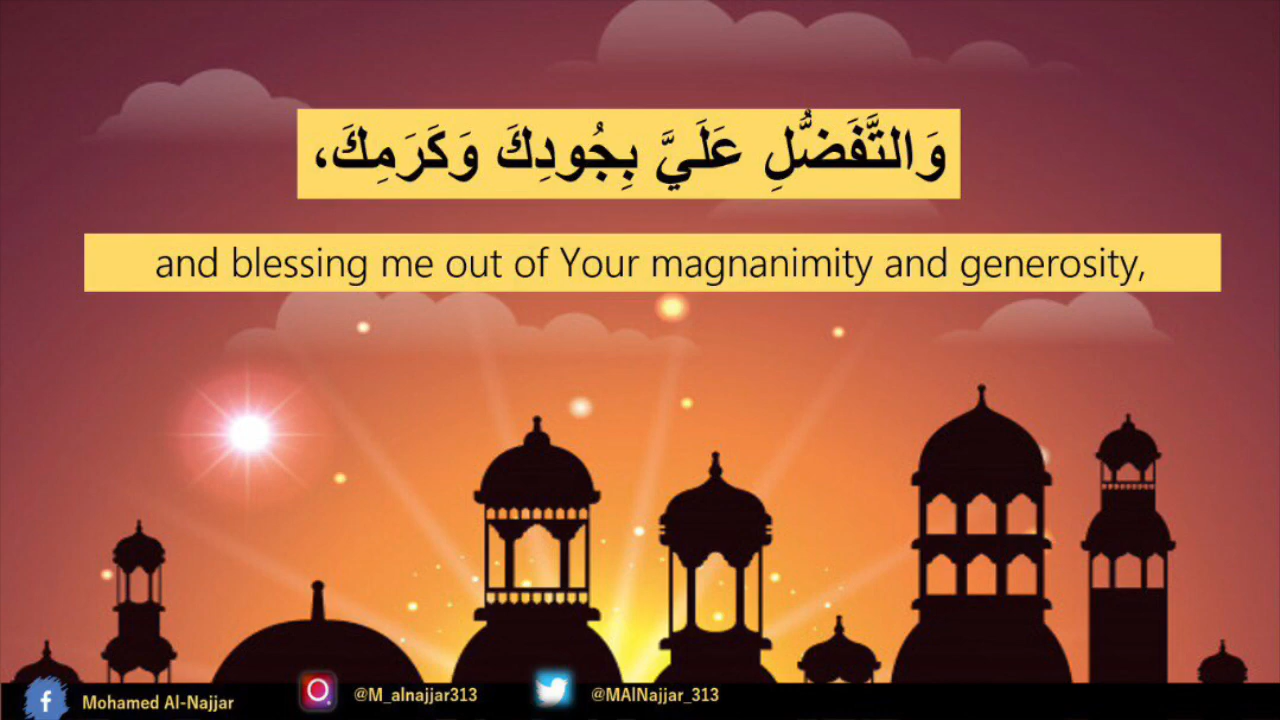 وَالتَّفَضُّلِ عَلَيَّ بِجُودِكَ وَكَرَمِكَ،
and blessing me out of Your magnanimity and generosity,
Mohamed Al-Najjar @M_alnajjar313 @MAlNajjar_313